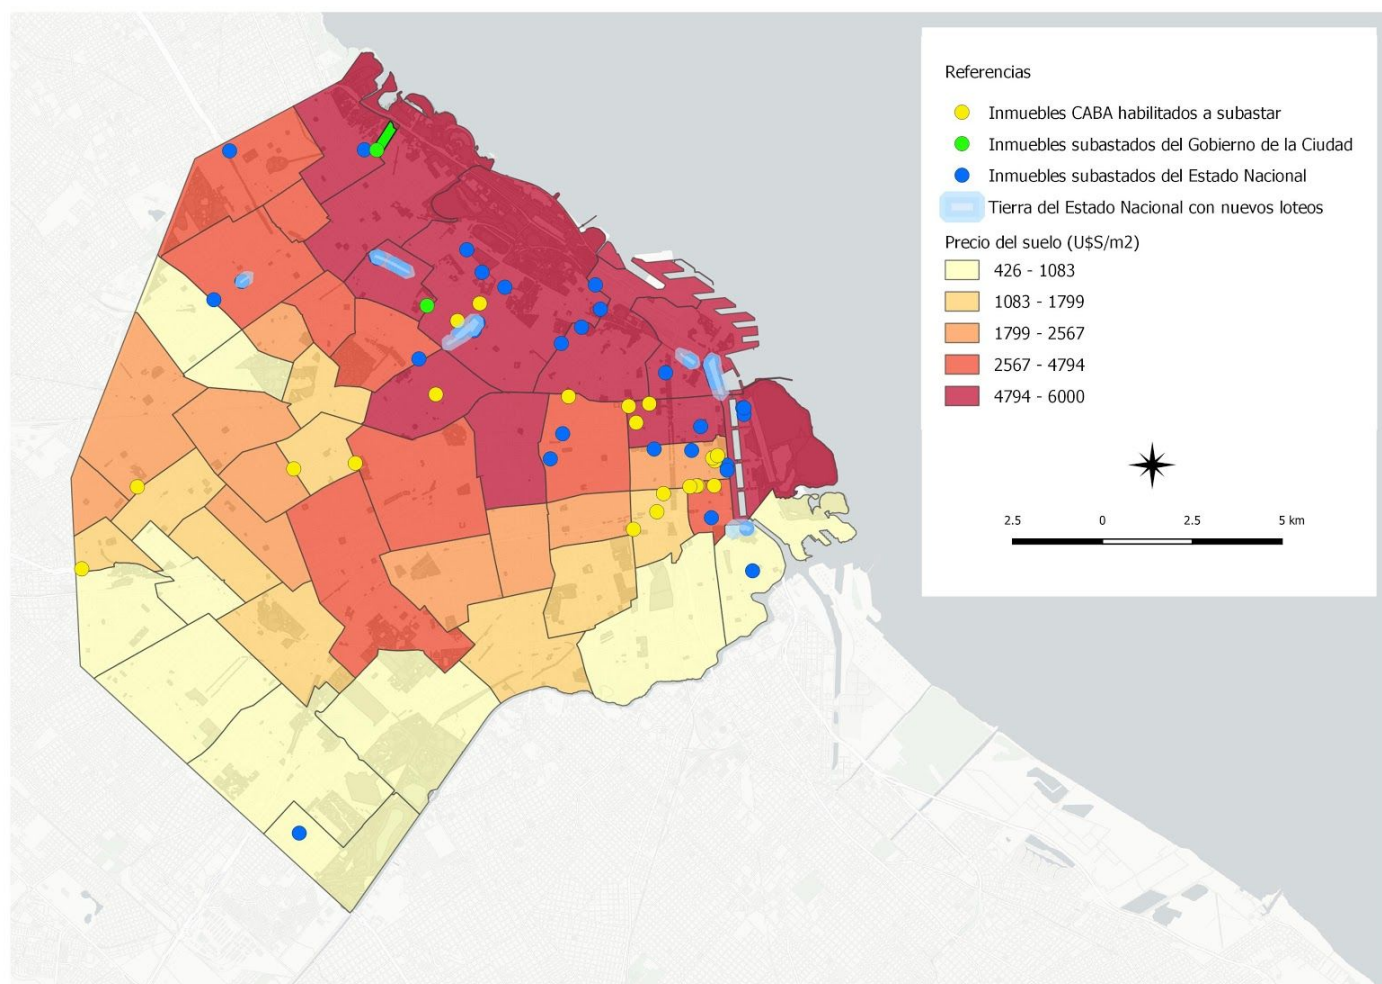 Referencias
Inmuebles CABA habilitados a subastar
Inmuebles subastados del Gobierno de la Ciudad
Inmuebles subastados del Estado Nacional
Tierra del Estado Nacional con nuevos loteos
Precio del suelo (U$S/m2)
426 - 1083
1083 - 1799
1799 - 2567
2567 - 4794
4794 - 6000
2.5 0 2.5 5 km